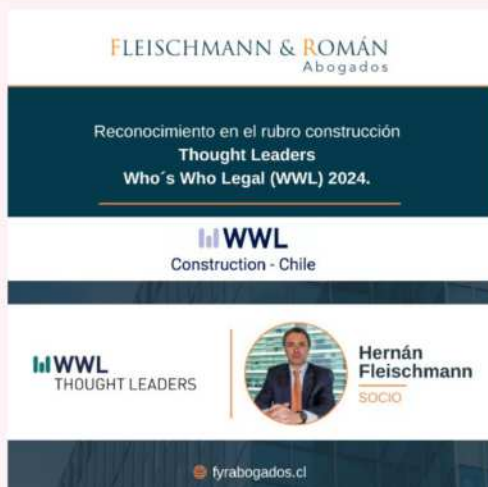 FLEISCHMANN & ROMÁN
Abogados
Reconocimiento en el rubro construcción
Thought Leaders
Who´s Who Legal (WWL) 2024.
WWL
Construction - Chile
WWL
THOUGHT LEADERS
Hernán
Fleischmann
SOCIO
fyrabogados.cl